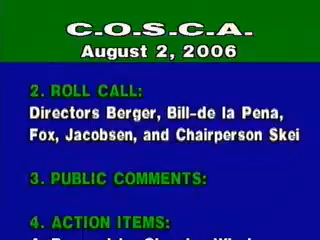 C.O.S.C.A.
August 2, 2006
2. ROLL CALL:
Directors Berger, Bill-de la Pena,
Fox, Jacobsen, and Chairperson Skei
3. PUBLIC COMMENTS:
4. ACTION ITEMS: